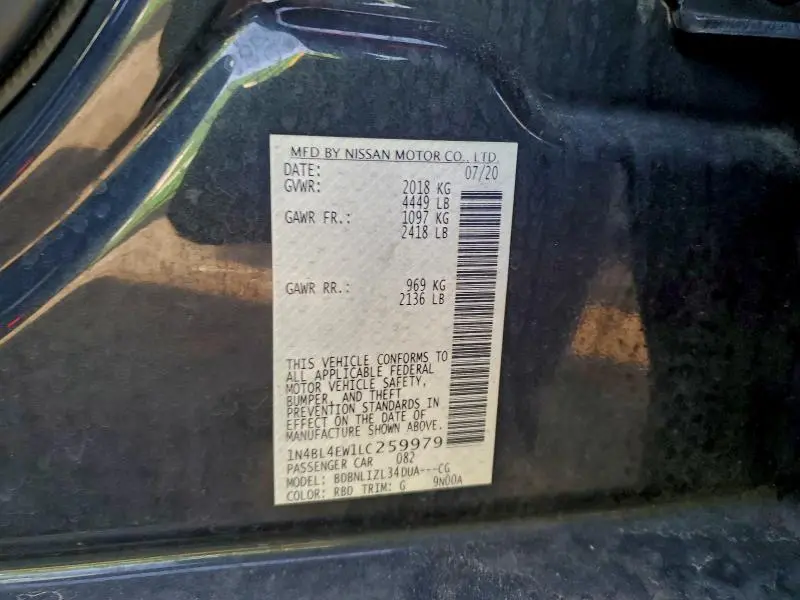 MFD BY NISSAN MOTOR CO., LTD.
DATE: 07/20
GVWR: 2018 KG
4449 LB
GAWR FR.: 1097 KG
2418 LB
GAWR RR.: 969 KG
2136 LB
THIS VEHICLE CONFORMS TO
ALL APPLICABLE FEDERAL
MOTOR VEHICLE SAFETY,
BUMPER, AND THEFT
PREVENTION STANDARDS IN
EFFECT ON THE DATE OF
MANUFACTURE SHOWN ABOVE.
1N4BL4EW1LC259979
PASSENGER CAR 082
MODEL: BDBNLIZL34DUA---CG
COLOR: RBD TRIM: G 9N00A